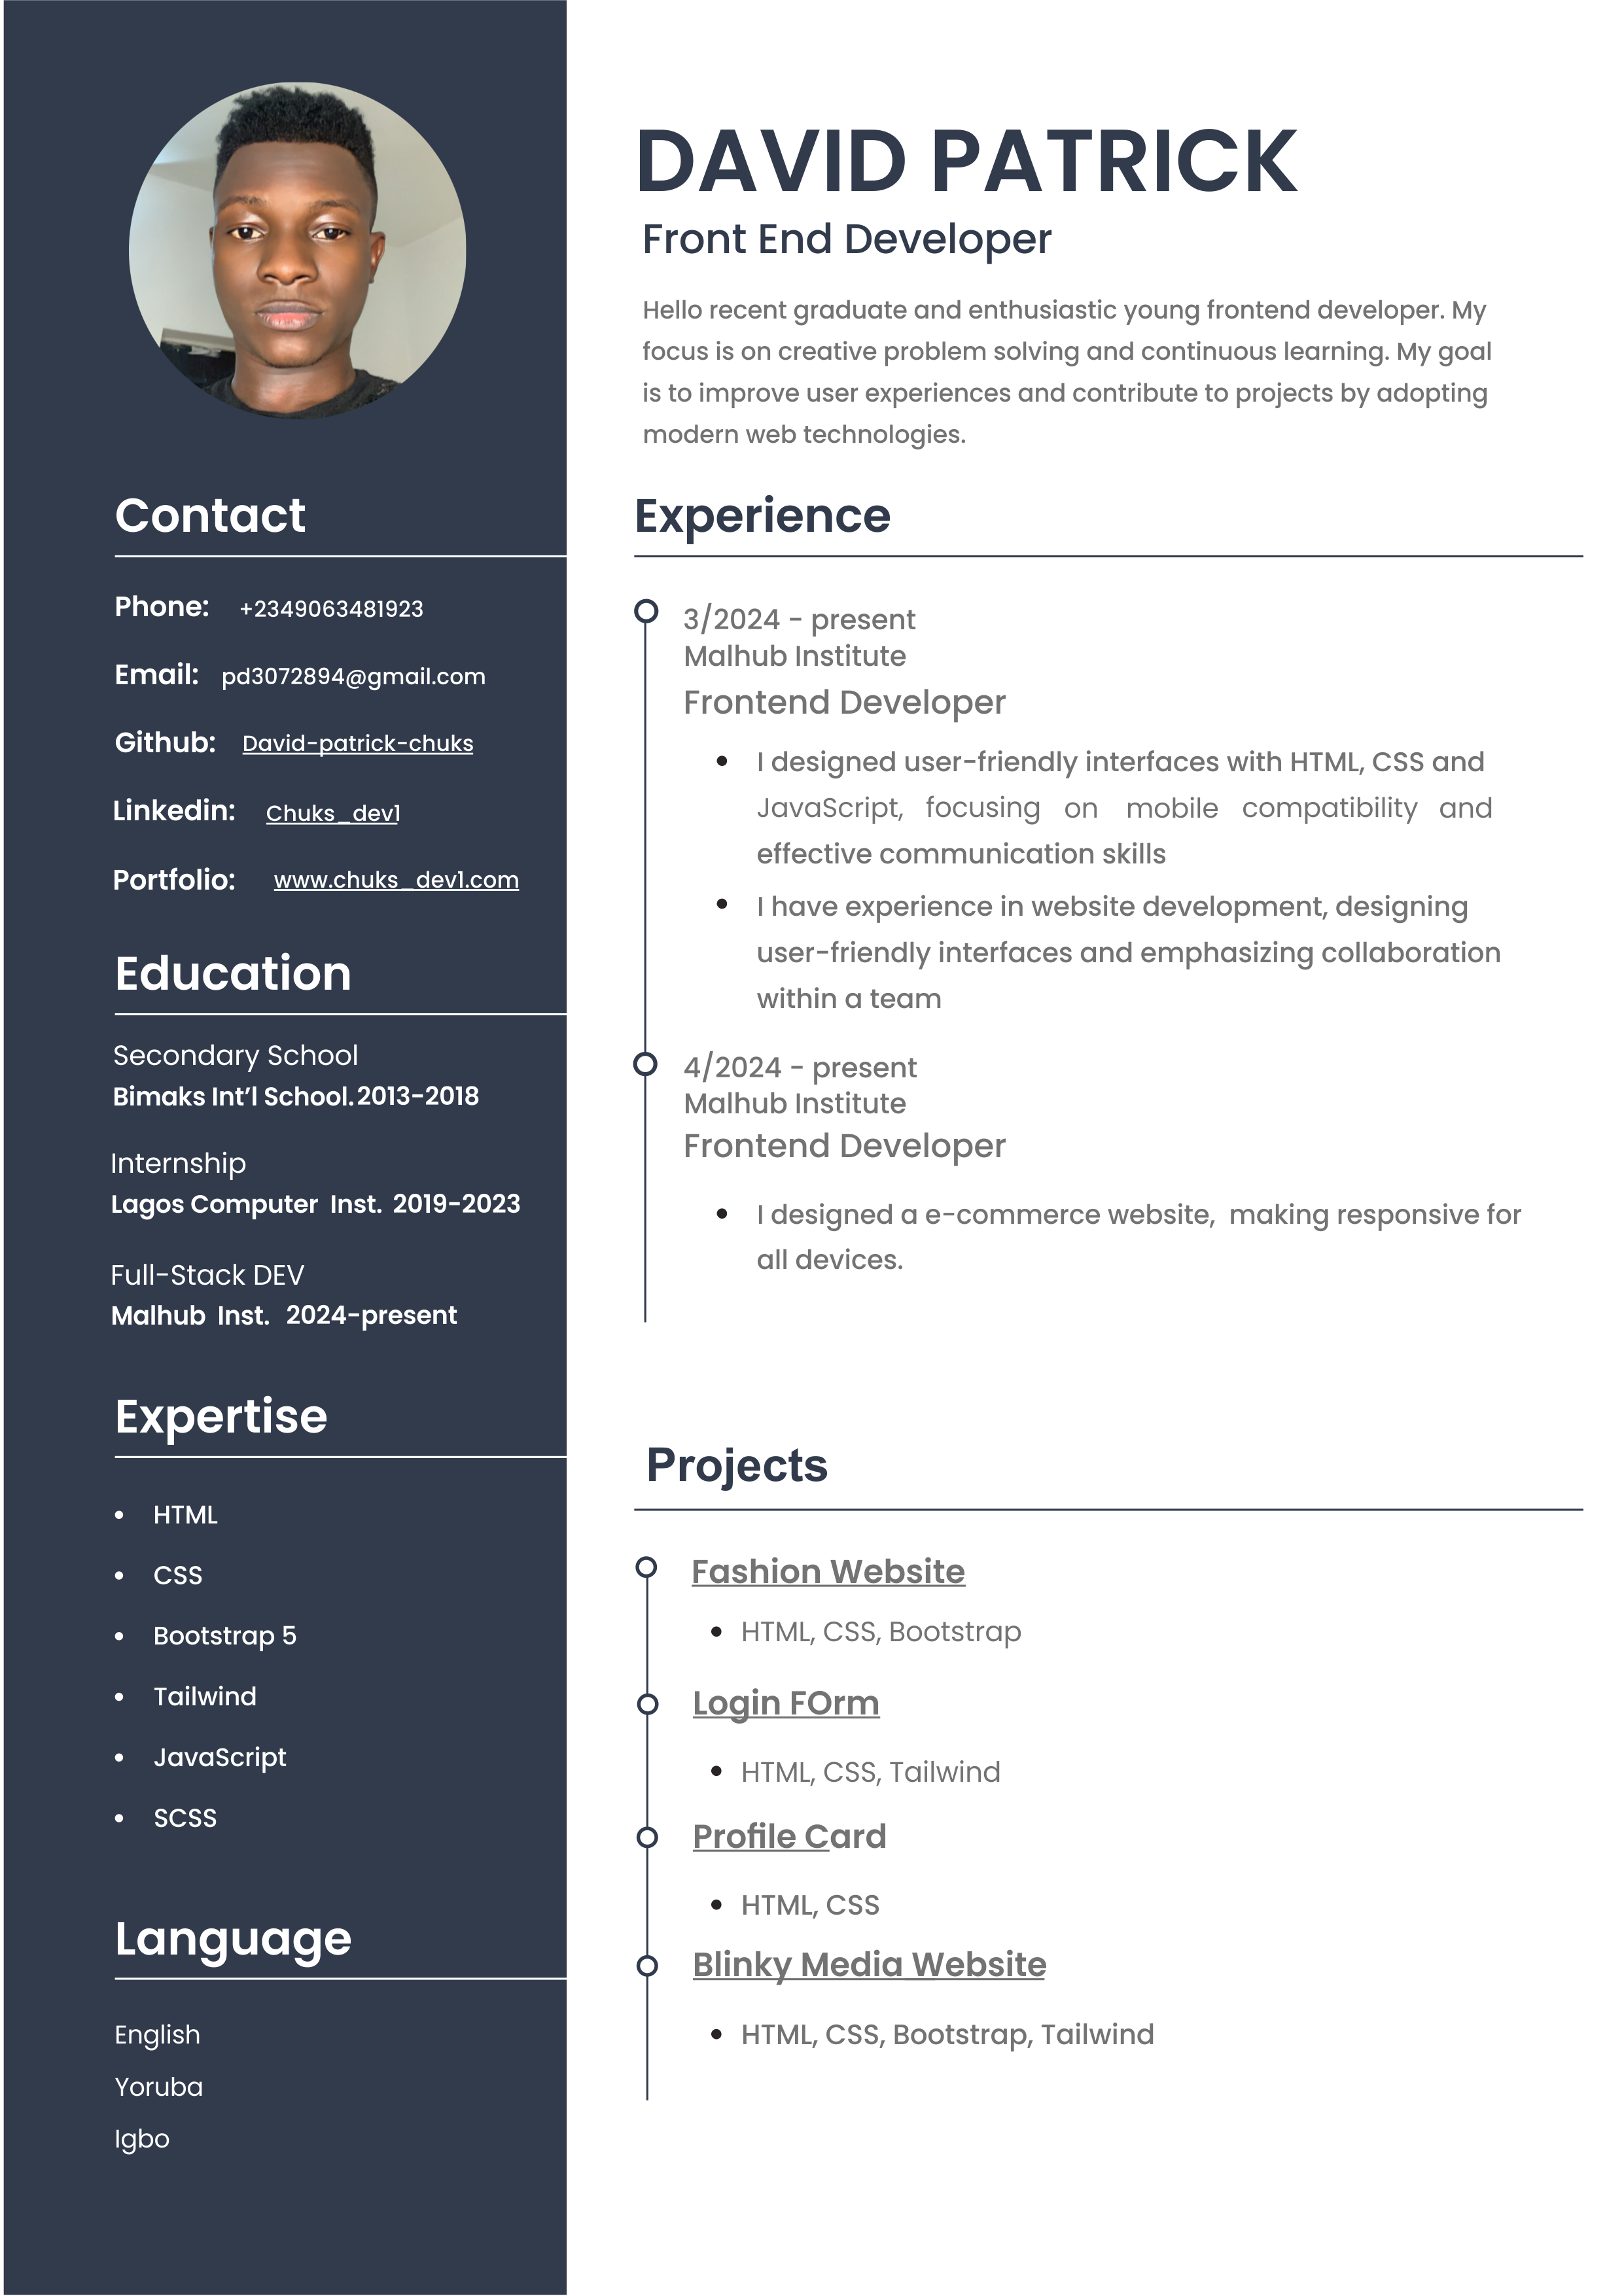 DAVID PATRICK
Front End Developer
Hello recent graduate and enthusiastic young frontend developer. My
focus is on creative problem solving and continuous learning. My goal
is to improve user experiences and contribute to projects by adopting
modern web technologies.
Contact
Phone: +2349063481923
Email: pd3072894@gmail.com
Github: David-patrick-chuks
Linkedin: Chuks_dev1
Portfolio: www.chuks_dev1.com
Education
Secondary School
Bimaks Int’l School. 2013-2018
Internship
Lagos Computer Inst. 2019-2023
Full-Stack DEV
Malhub Inst. 2024-present
Expertise
• HTML
• CSS
• Bootstrap 5
• Tailwind
• JavaScript
• SCSS
Language
English
Yoruba
Igbo
Experience
3/2024 - present
Malhub Institute
Frontend Developer
• I designed user-friendly interfaces with HTML, CSS and
JavaScript, focusing on mobile compatibility and
effective communication skills
• I have experience in website development, designing
user-friendly interfaces and emphasizing collaboration
within a team
4/2024 - present
Malhub Institute
Frontend Developer
• I designed a e-commerce website, making responsive for
all devices.
Projects
Fashion Website
• HTML, CSS, Bootstrap
Login FOrm
• HTML, CSS, Tailwind
Profile Card
• HTML, CSS
Blinky Media Website
• HTML, CSS, Bootstrap, Tailwind